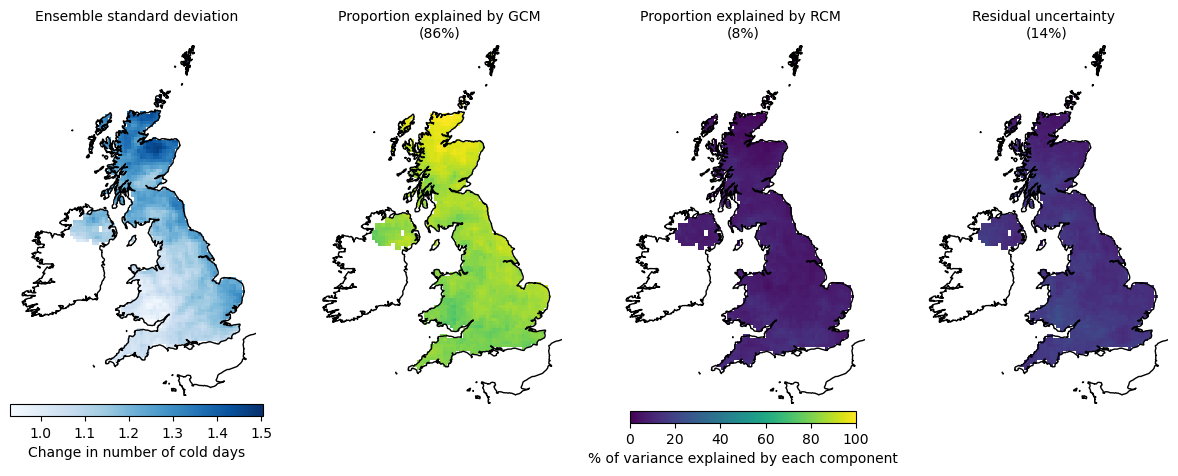 Ensemble standard deviation
Proportion explained by GCM
(86%)
Proportion explained by RCM
(8%)
Residual uncertainty
(14%)
1.0 1.1 1.2 1.3 1.4 1.5
Change in number of cold days
0 20 40 60 80 100
% of variance explained by each component